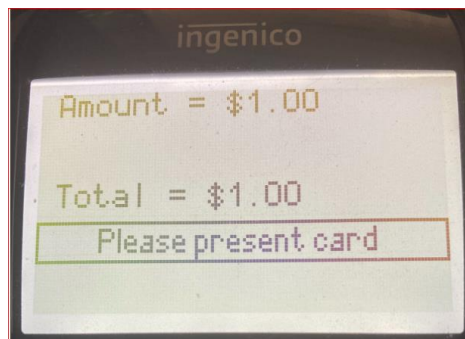 ingenico
Amount = $1.00
Total = $1.00
Please present card